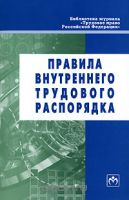 Библиотека журнала
«Трудовое право
Российской Федерации»
ПРАВИЛА
ВНУТРЕННЕГО
ТРУДОВОГО
РАСПОРЯДКА